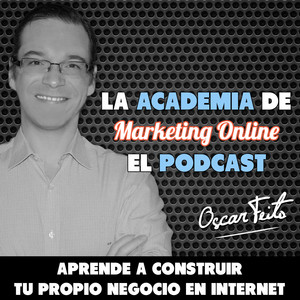 LA ACADEMIA DE
Marketing Online
EL PODCAST
Oscar Feito
APRENDE A CONSTRUIR
TU PROPIO NEGOCIO EN INTERNET